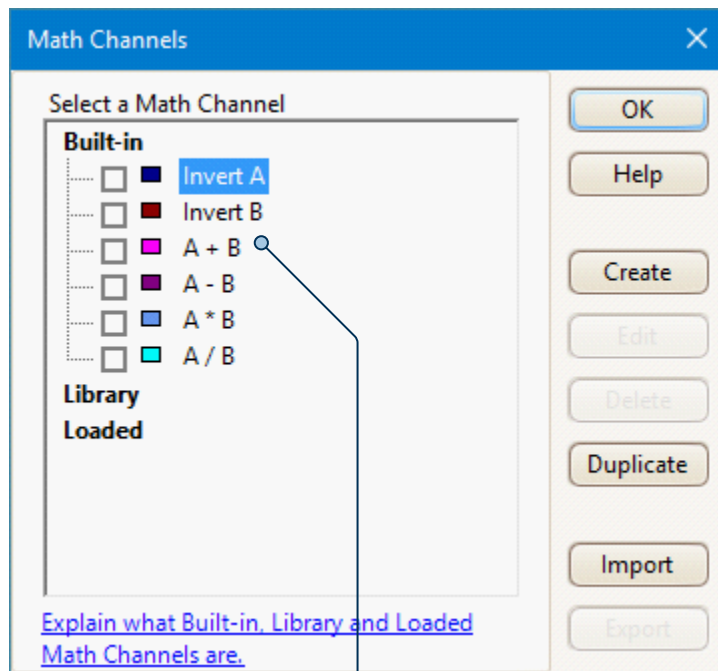 Math Channels
Select a Math Channel
Built-in
Invert A
Invert B
A + B
A - B
A * B
A / B
Library
Loaded
Explain what Built-in, Library and Loaded
Math Channels are.
OK
Help
Create
Edit
Delete
Duplicate
Import
Export